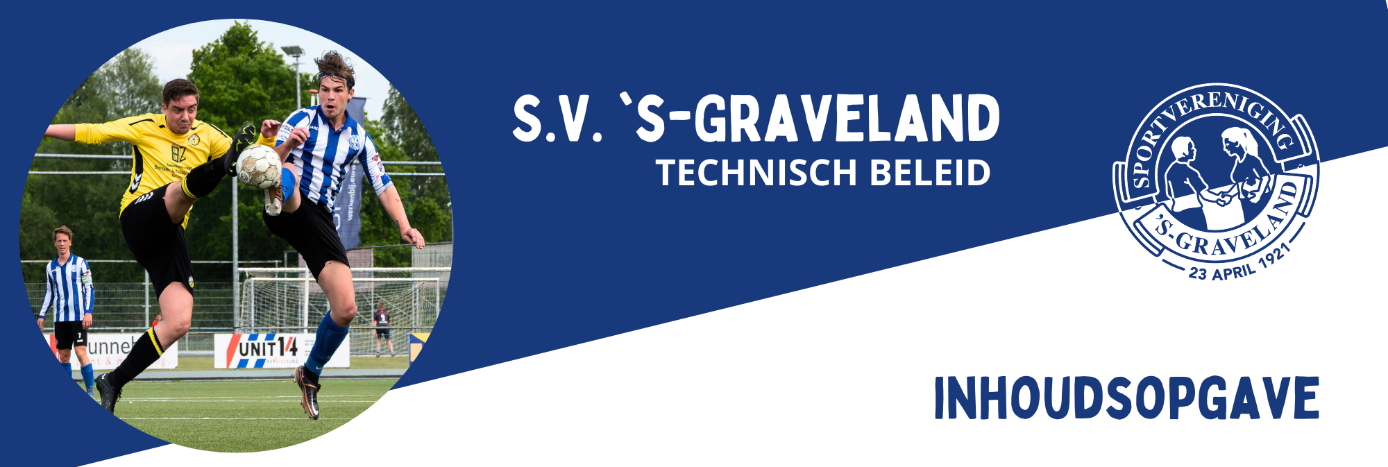 S.V. `S-GRAVELAND
TECHNISCH BELEID
SPORTVERENIGING
'S-GRAVELAND
23 APRIL 1921
UNIT14
INHOUDSOPGAVE